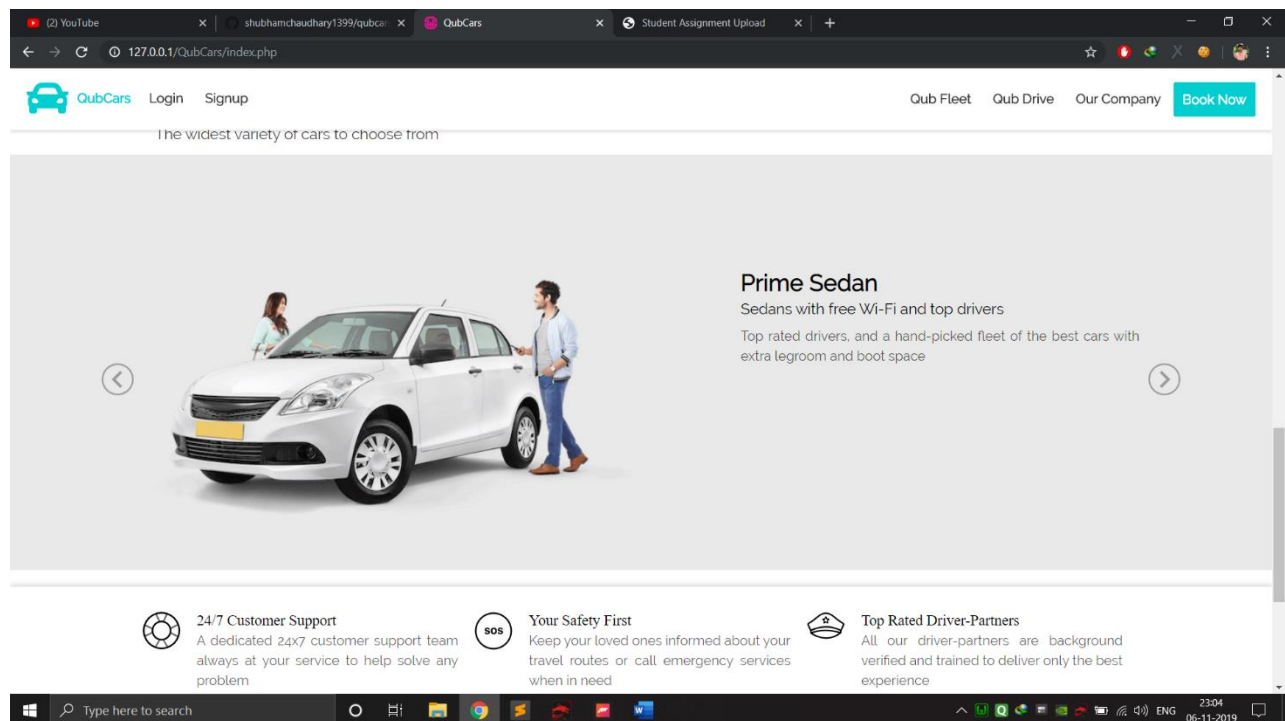 (2) YouTube
shubhamchaudhary1399/qubcar
QubCars
Student Assignment Upload
127.0.0.1/QubCars/index.php
QubCars Login Signup
Qub Fleet Qub Drive Our Company Book Now
The widest variety of cars to choose from
Prime Sedan
Sedans with free Wi-Fi and top drivers
Top rated drivers, and a hand-picked fleet of the best cars with
extra legroom and boot space
24/7 Customer Support
A dedicated 24x7 customer support team
always at your service to help solve any
problem
SOS
Your Safety First
Keep your loved ones informed about your
travel routes or call emergency services
when in need
Top Rated Driver-Partners
All our driver-partners are background
verified and trained to deliver only the best
experience
Type here to search
ENG
23:04
06-11-2019